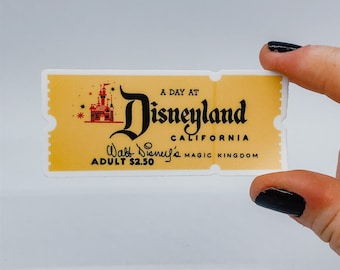 A DAY AT
Disneyland
CALIFORNIA
Walt Disney's MAGIC KINGDOM
ADULT $2.50